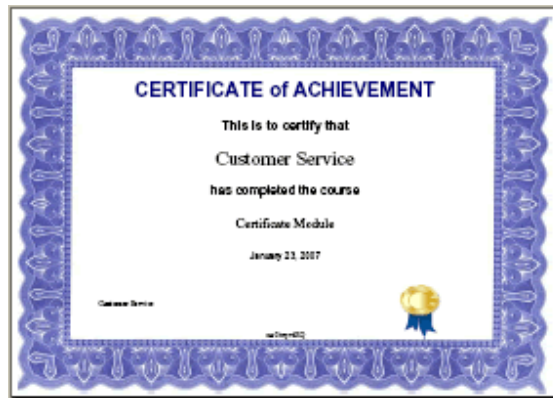 CERTIFICATE of ACHIEVEMENT
This is to certify that
Customer Service
has completed the course
Certificate Module
January 23, 2007
Customer Service